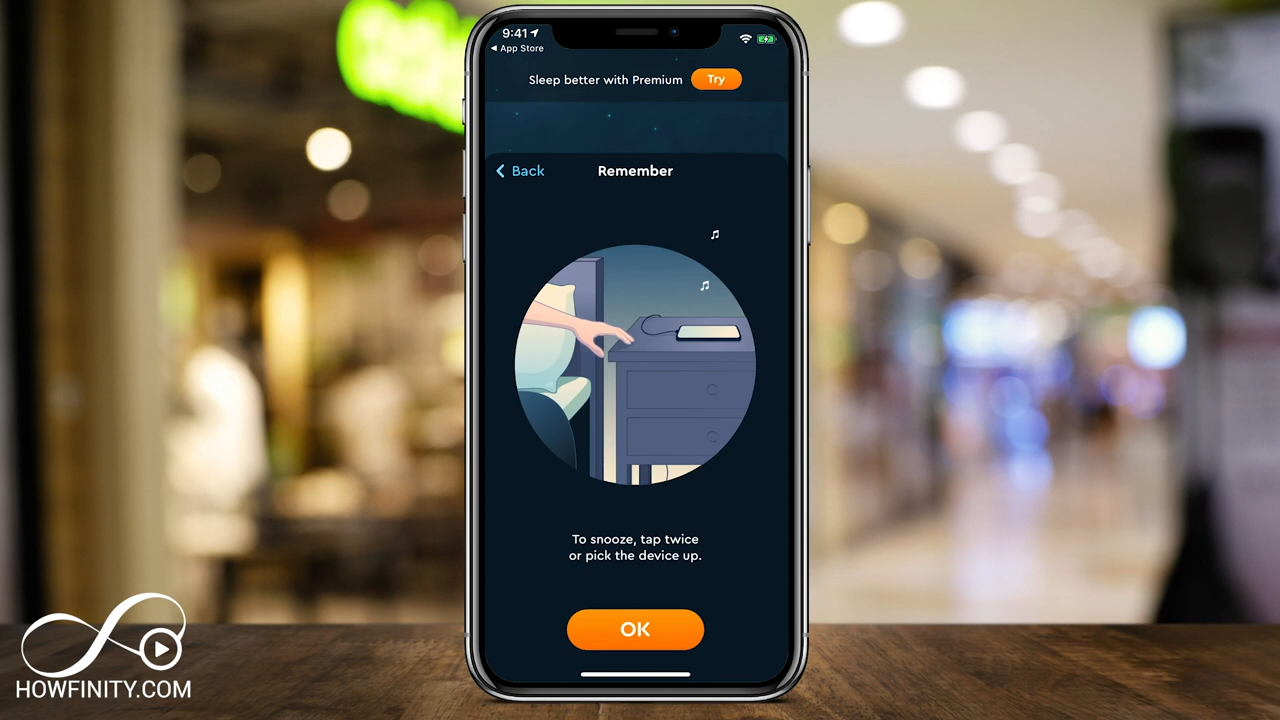 9:41
App Store
Sleep better with Premium
Try
Back
Remember
To snooze, tap twice
or pick the device up.
OK
HOWFINITY.COM